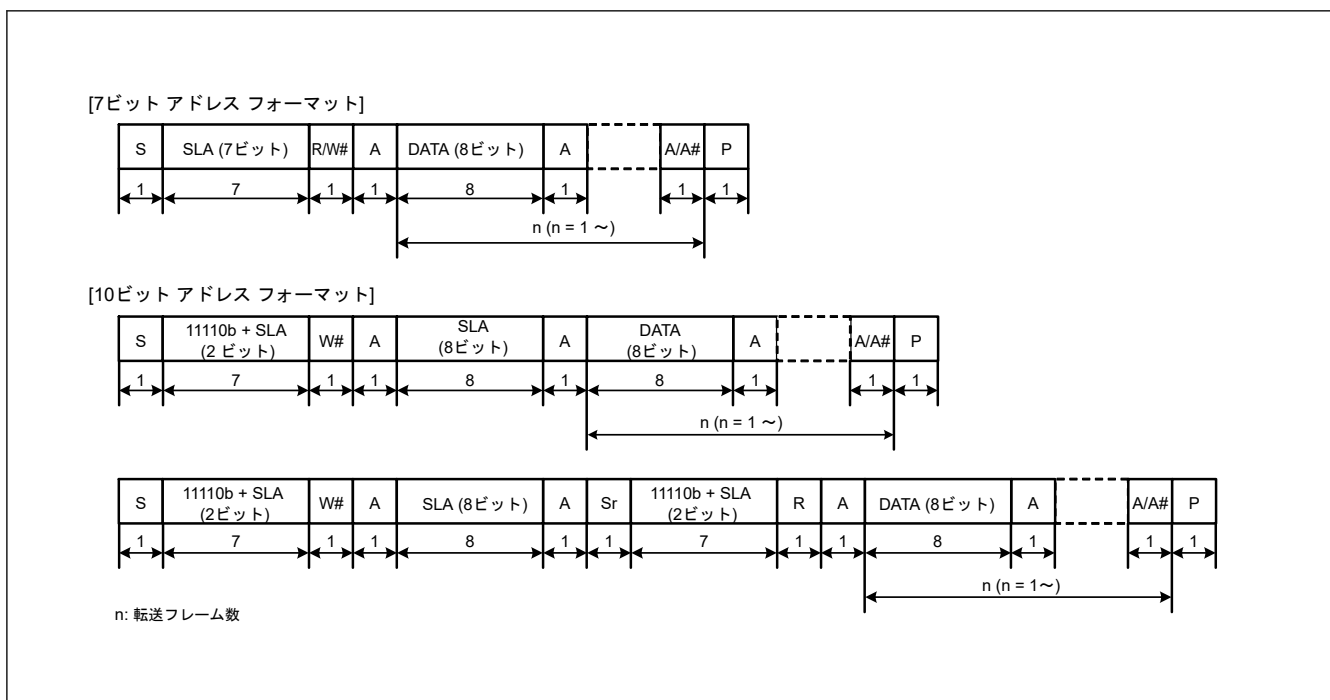 [7ビット アドレス フォーマット]
S SLA (7ビット) R/W# A DATA (8ビット) A A/A# P
1 7 1 1 8 1 1 1
n (n = 1 ～)
[10ビット アドレス フォーマット]
S 11110b + SLA (2 ビット) W# A SLA (8ビット) A DATA (8ビット) A A/A# P
1 7 1 1 8 1 8 1 1 1
n (n = 1 ～)
S 11110b + SLA (2ビット) W# A SLA (8ビット) A Sr 11110b + SLA (2ビット) R A DATA (8ビット) A A/A# P
1 7 1 1 8 1 1 7 1 1 8 1 1 1
n (n = 1～)
n: 転送フレーム数